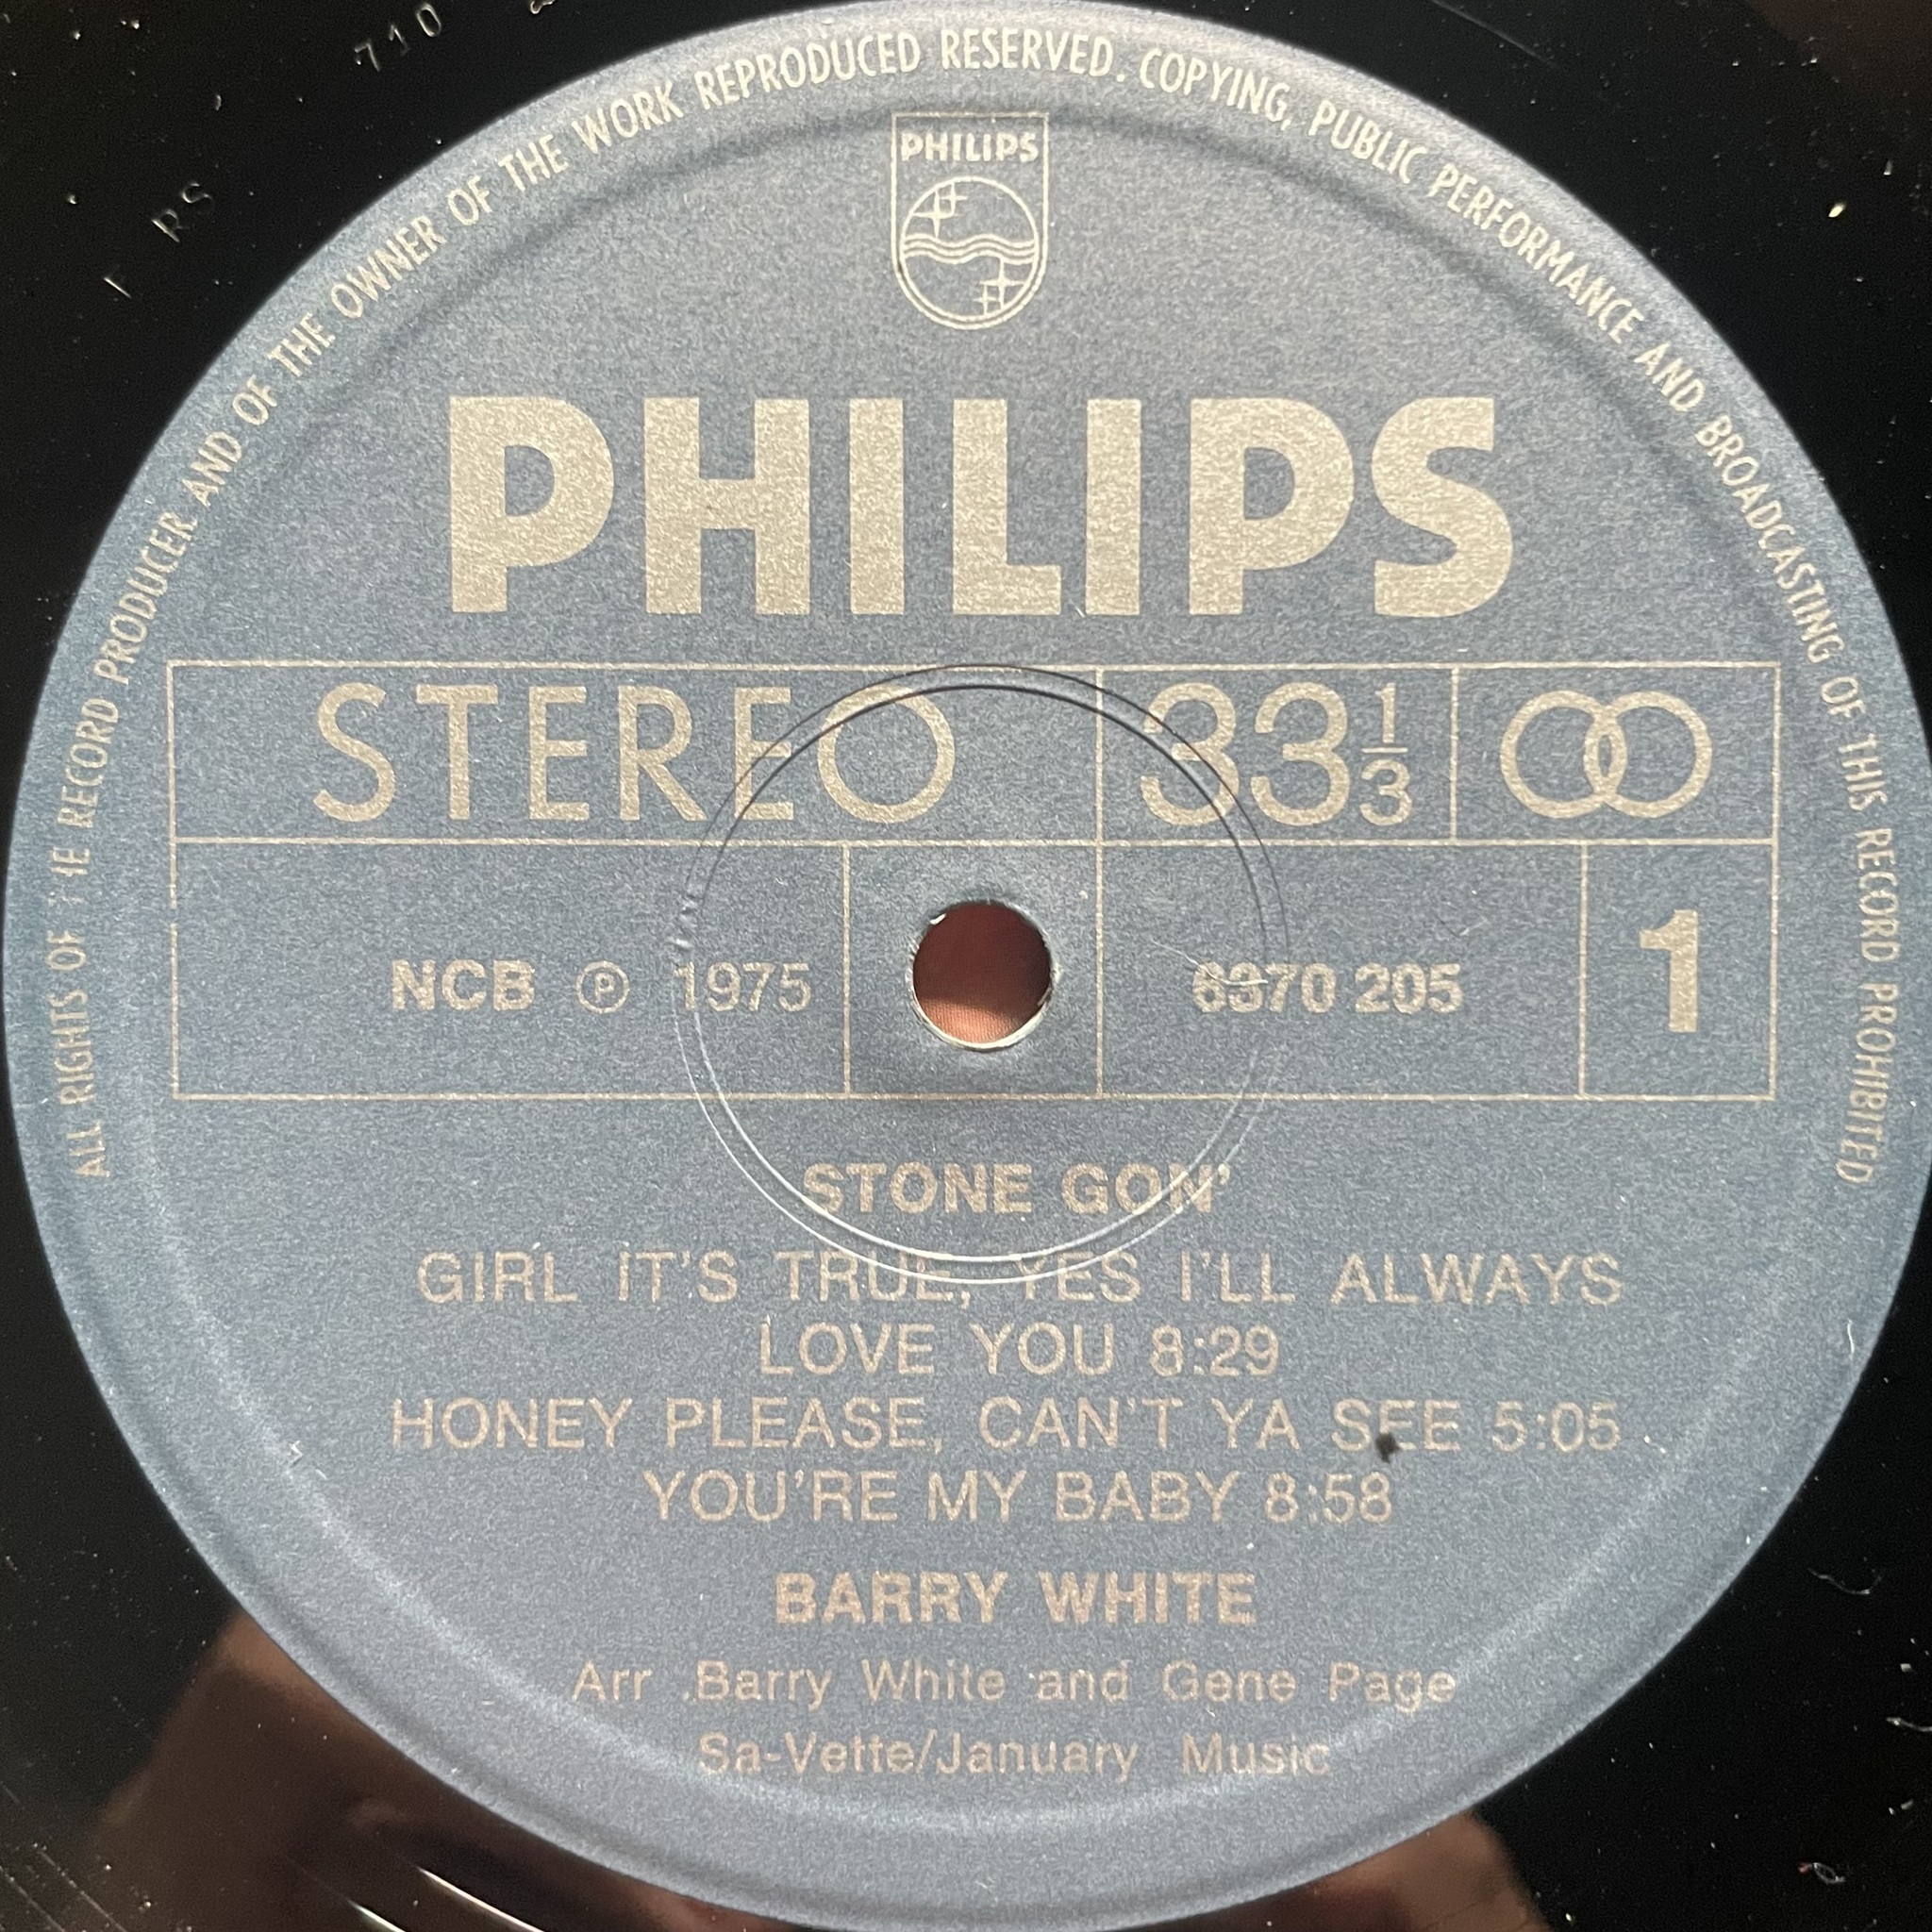 710
RS
ALL RIGHTS OF THE RECORD PRODUCER AND OF THE OWNER OF THE WORK REPRODUCED RESERVED. COPYING, PUBLIC PERFORMANCE AND BROADCASTING OF THIS RECORD PROHIBITED
PHILIPS
PHILIPS
STEREO 33 1/3
NCB ℗ 1975 6370 205 1
STONE GON'
GIRL IT'S TRUE, YES I'LL ALWAYS
LOVE YOU 8:29
HONEY PLEASE, CAN'T YA SEE 5:05
YOU'RE MY BABY 8:58
BARRY WHITE
Arr .Barry White and Gene Page
Sa-Vette/January Music